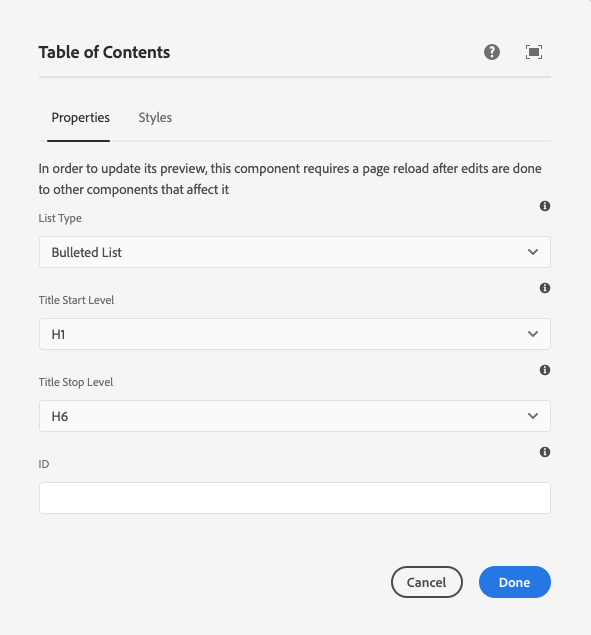 Table of Contents
Properties Styles
In order to update its preview, this component requires a page reload after edits are done
to other components that affect it
List Type
Bulleted List
Title Start Level
H1
Title Stop Level
H6
ID
Cancel Done